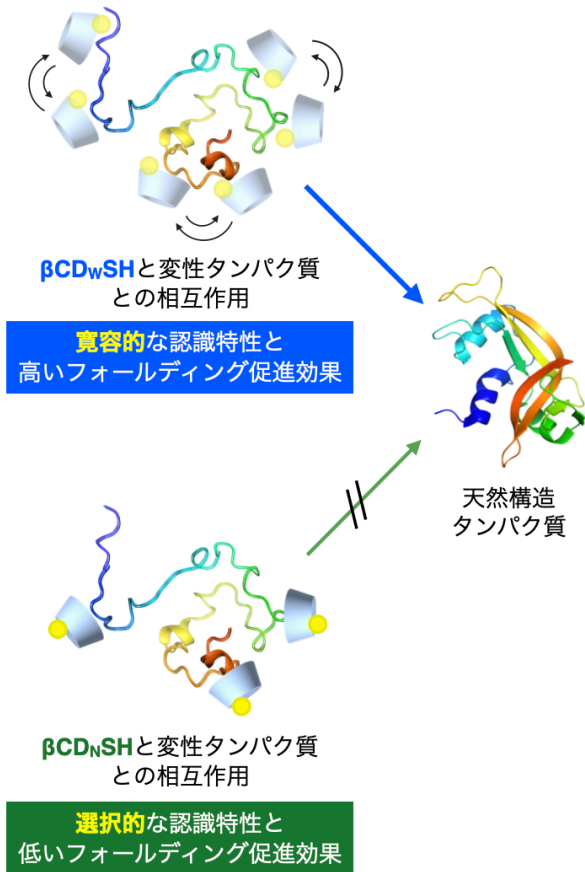 βCDWSHと変性タンパク質
との相互作用
寛容的な認識特性と
高いフォールディング促進効果
天然構造
タンパク質
βCDNSHと変性タンパク質
との相互作用
選択的な認識特性と
低いフォールディング促進効果